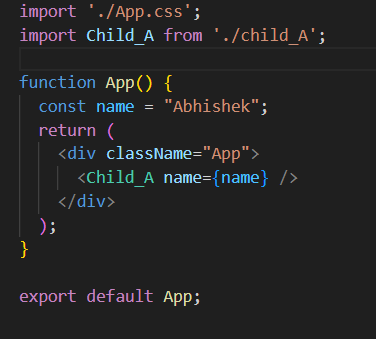 import './App.css';
import Child_A from './child_A';
function App() {
const name = "Abhishek";
return (
<div className="App">
<Child_A name={name} />
</div>
);
}
export default App;